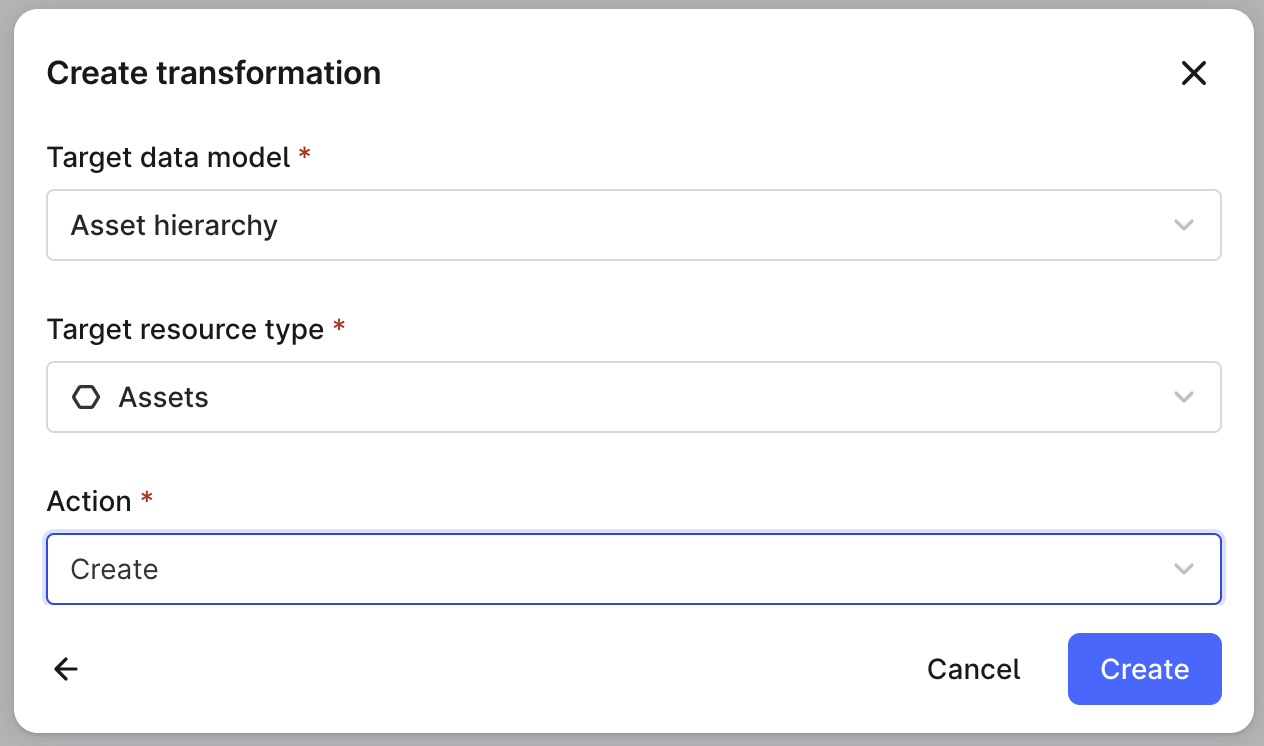 Create transformation
Target data model *
Asset hierarchy
Target resource type *
Assets
Action *
Create
Cancel
Create